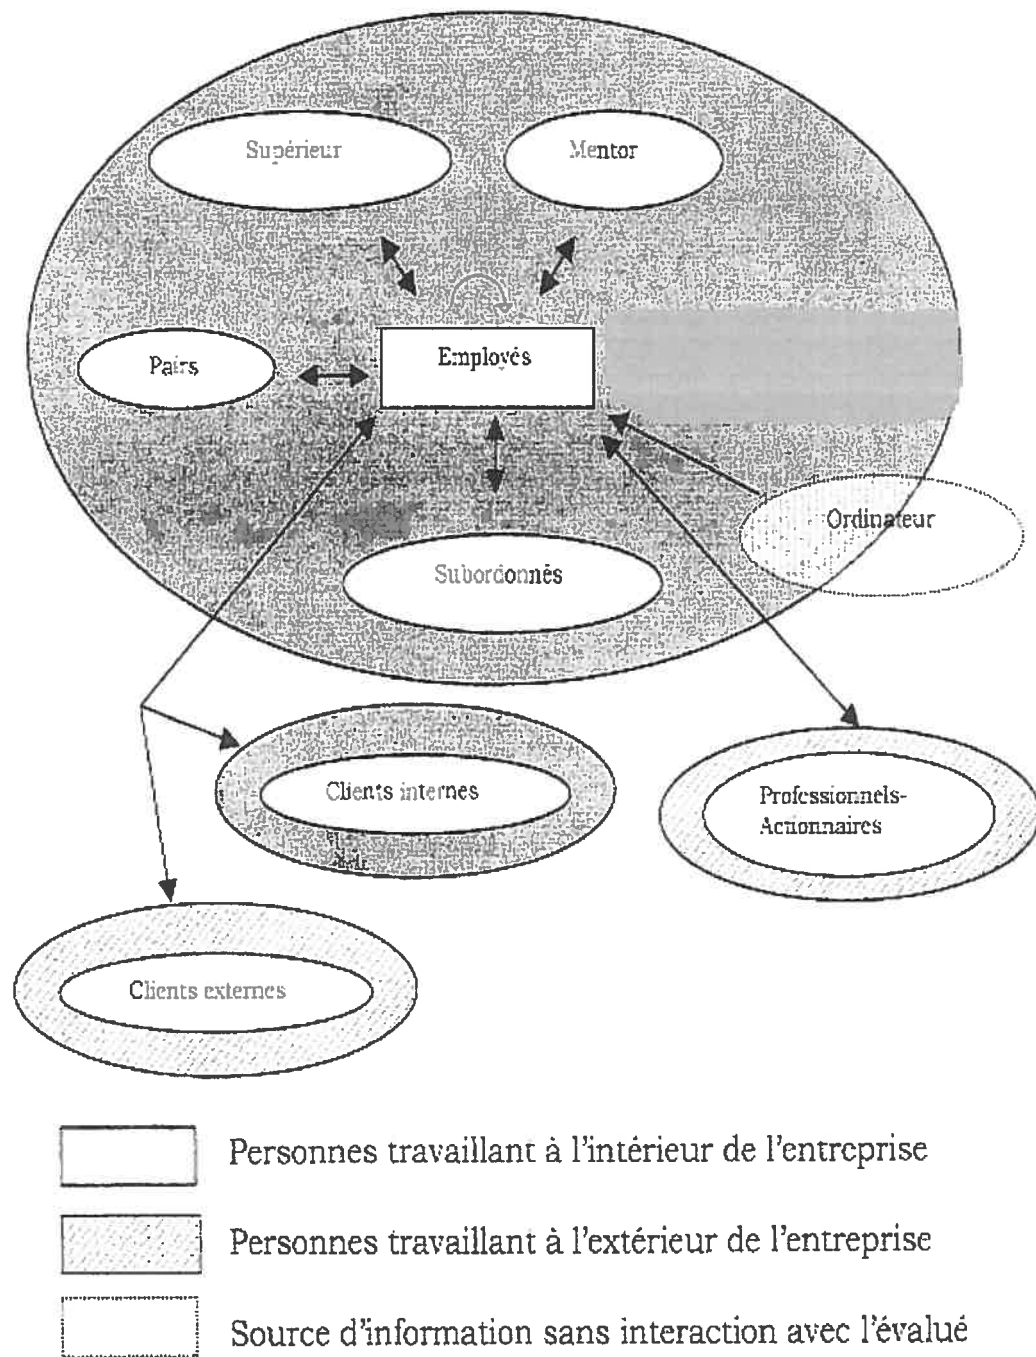 Supérieur
Mentor
Pairs
Employés
Ordinateur
Subordonnés
Clients internes
Professionnels-
Actionnaires
Clients externes
Personnes travaillant à l'intérieur de l'entreprise
Personnes travaillant à l'extérieur de l'entreprise
Source d'information sans interaction avec l'évalué